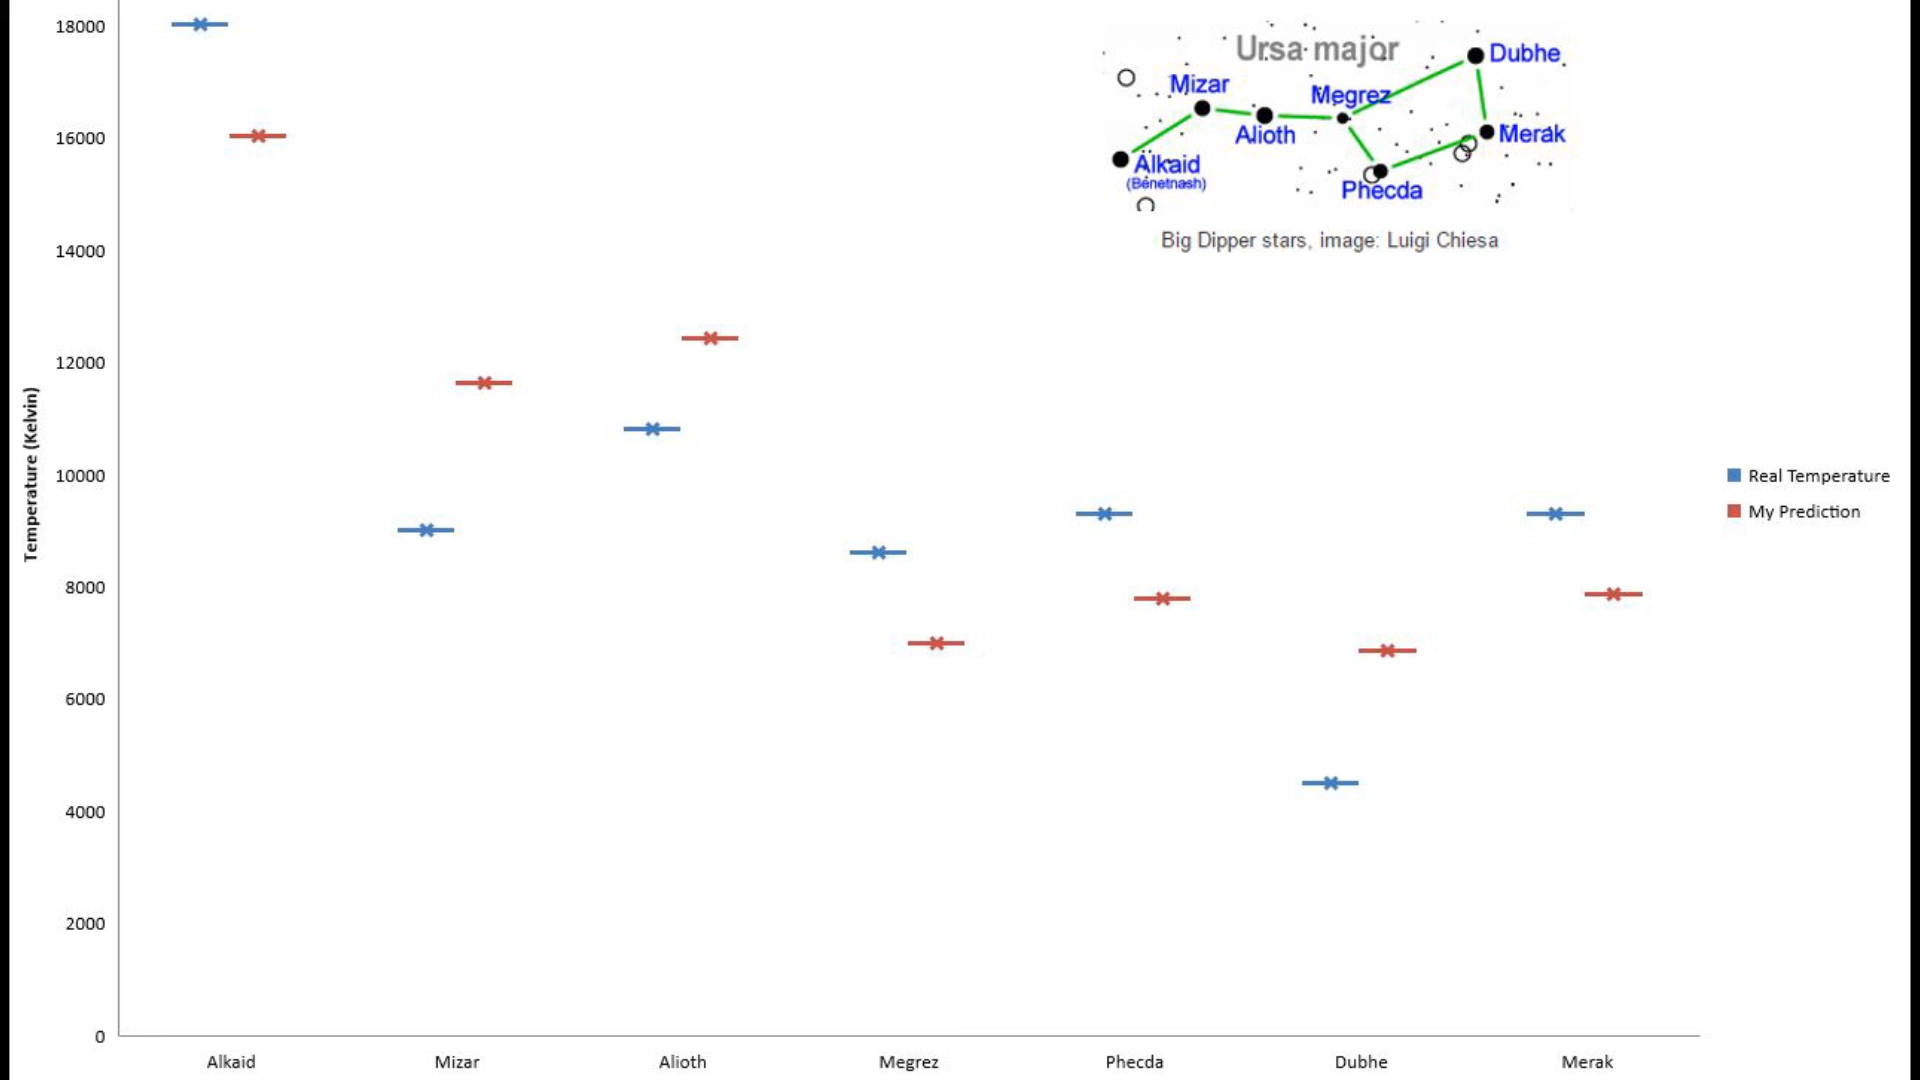 18000
16000
14000
12000
10000
8000
6000
4000
2000
0
Temperature (Kelvin)
Ursa major
Dubhe
Mizar
Megrez
Alioth
Merak
Alkaid
(Benetnash)
Phecda
Big Dipper stars, image: Luigi Chiesa
Real Temperature
My Prediction
Alkaid Mizar Alioth Megrez Phecda Dubhe Merak